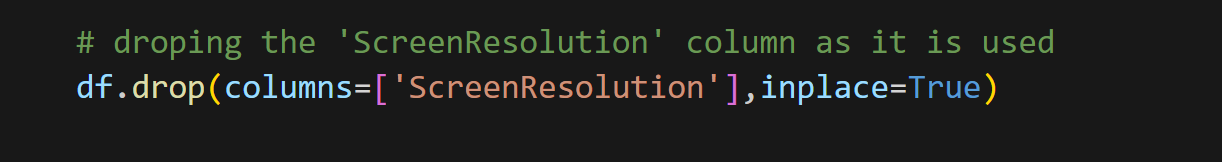 # droping the 'ScreenResolution' column as it is used
df.drop(columns=['ScreenResolution'],inplace=True)